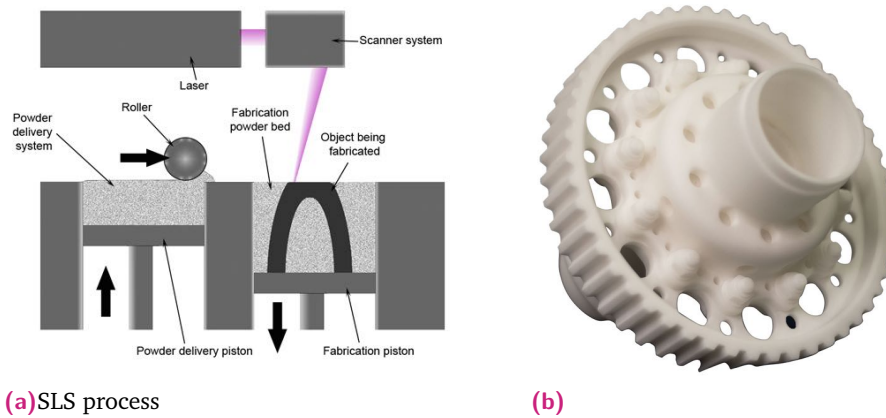 Scanner system
Laser
Roller
Powder
delivery
system
Fabrication
powder bed
Object being
fabricated
Powder delivery piston
Fabrication piston
(a)SLS process
(b)